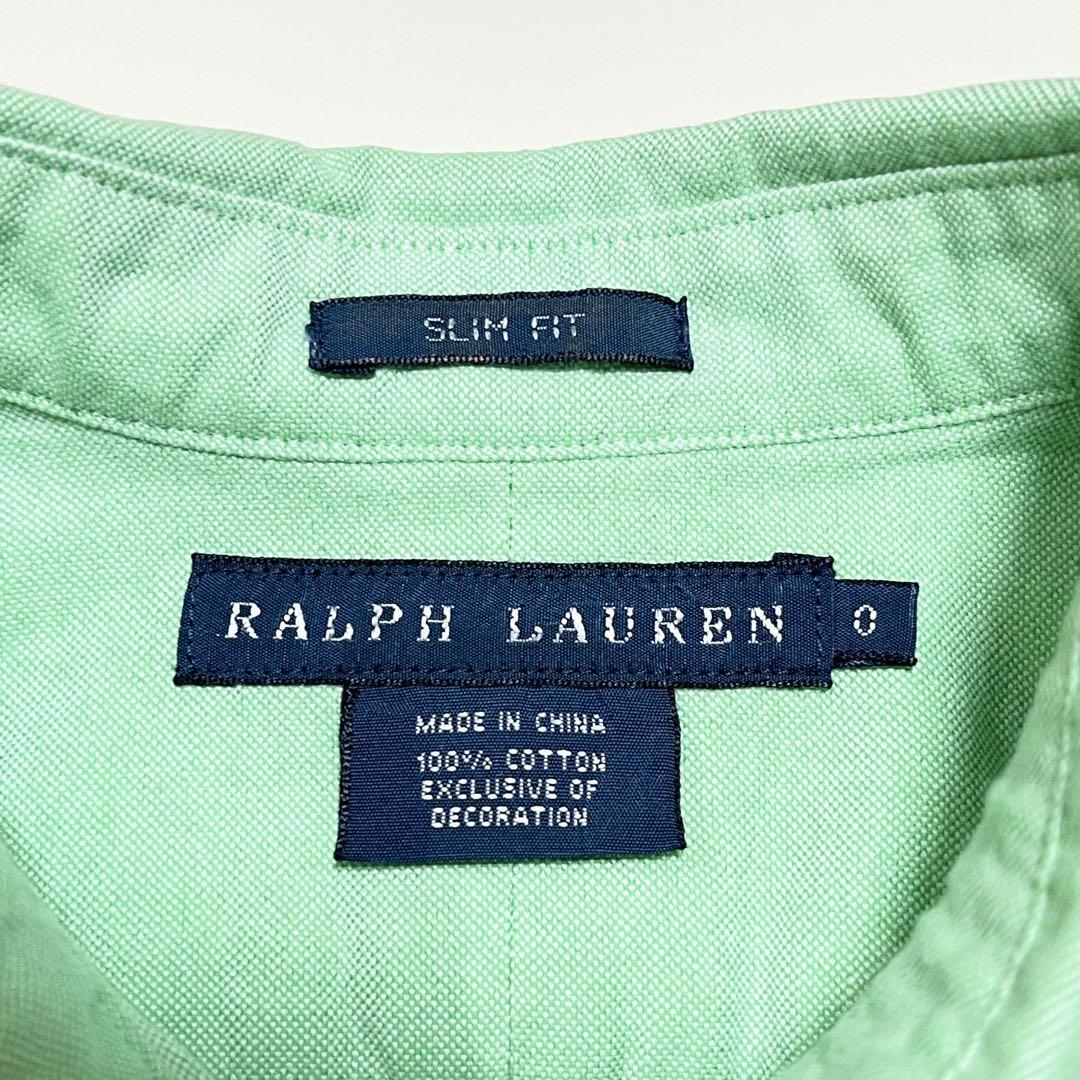 SLIM FIT
RALPH LAUREN
0
MADE IN CHINA
100% COTTON
EXCLUSIVE OF
DECORATION